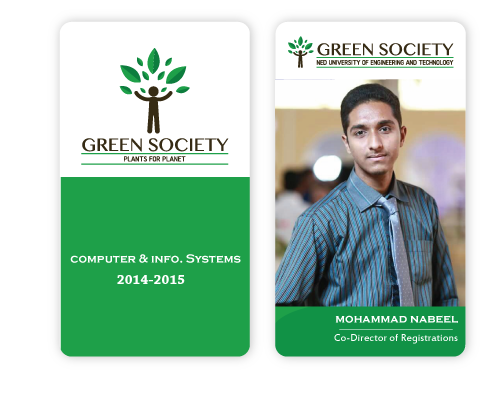 GREEN SOCIETY
PLANTS FOR PLANET
COMPUTER & INFO. SYSTEMS
2014-2015
GREEN SOCIETY
NED UNIVERSITY OF ENGINEERING AND TECHNOLOGY
MOHAMMAD NABEEL
Co-Director of Registrations